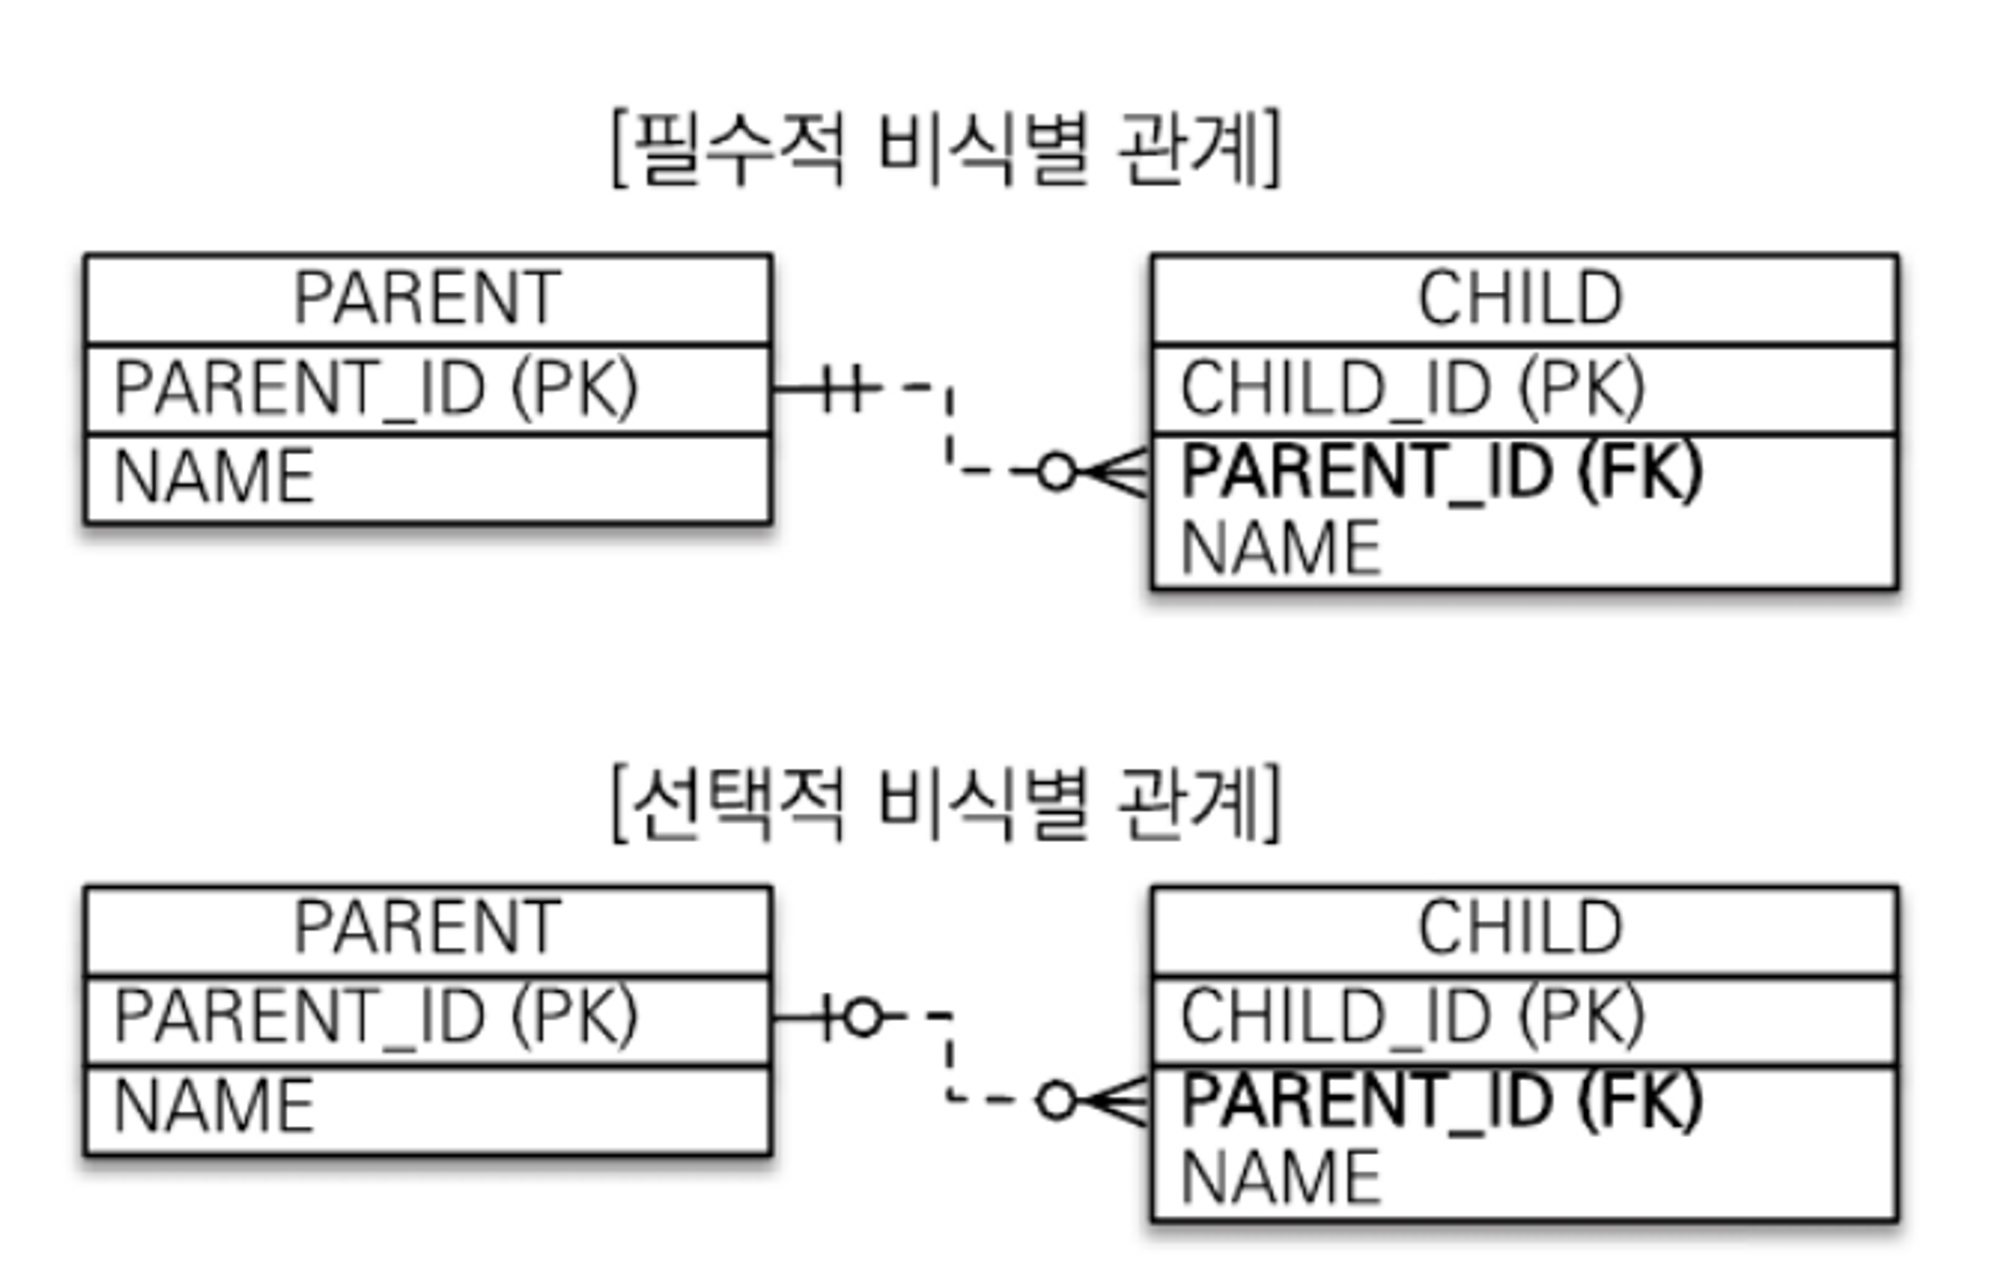 [필수적 비식별 관계]
PARENT
PARENT_ID (PK)
NAME
CHILD
CHILD_ID (PK)
PARENT_ID (FK)
NAME
[선택적 비식별 관계]
PARENT
PARENT_ID (PK)
NAME
CHILD
CHILD_ID (PK)
PARENT_ID (FK)
NAME